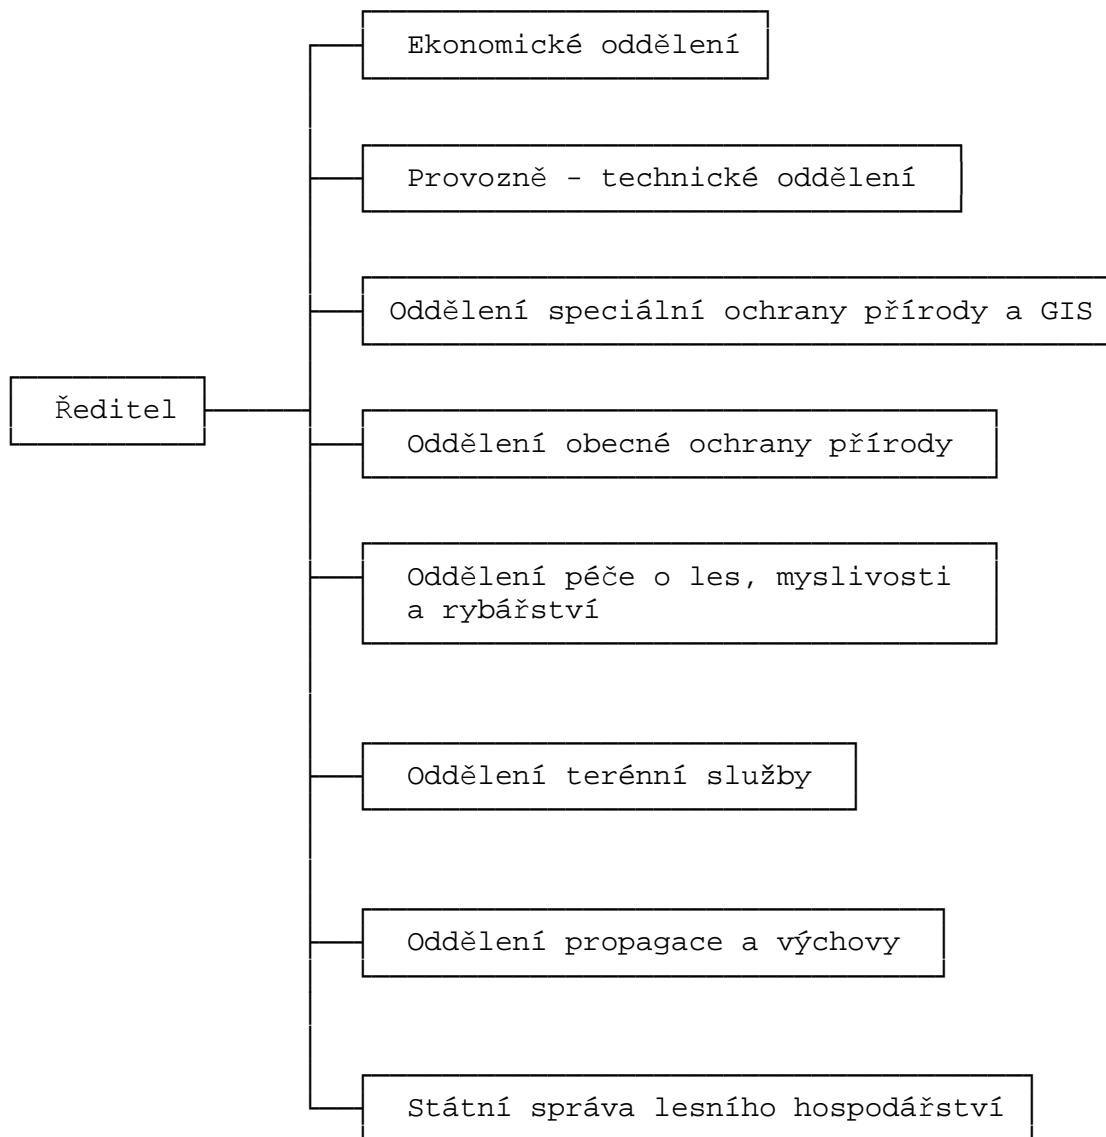 Ekonomické oddělení
Provozně - technické oddělení
Oddělení speciální ochrany přírody a GIS
Ředitel
Oddělení obecné ochrany přírody
Oddělení péče o les, myslivosti
a rybářství
Oddělení terénní služby
Oddělení propagace a výchovy
Státní správa lesního hospodářství